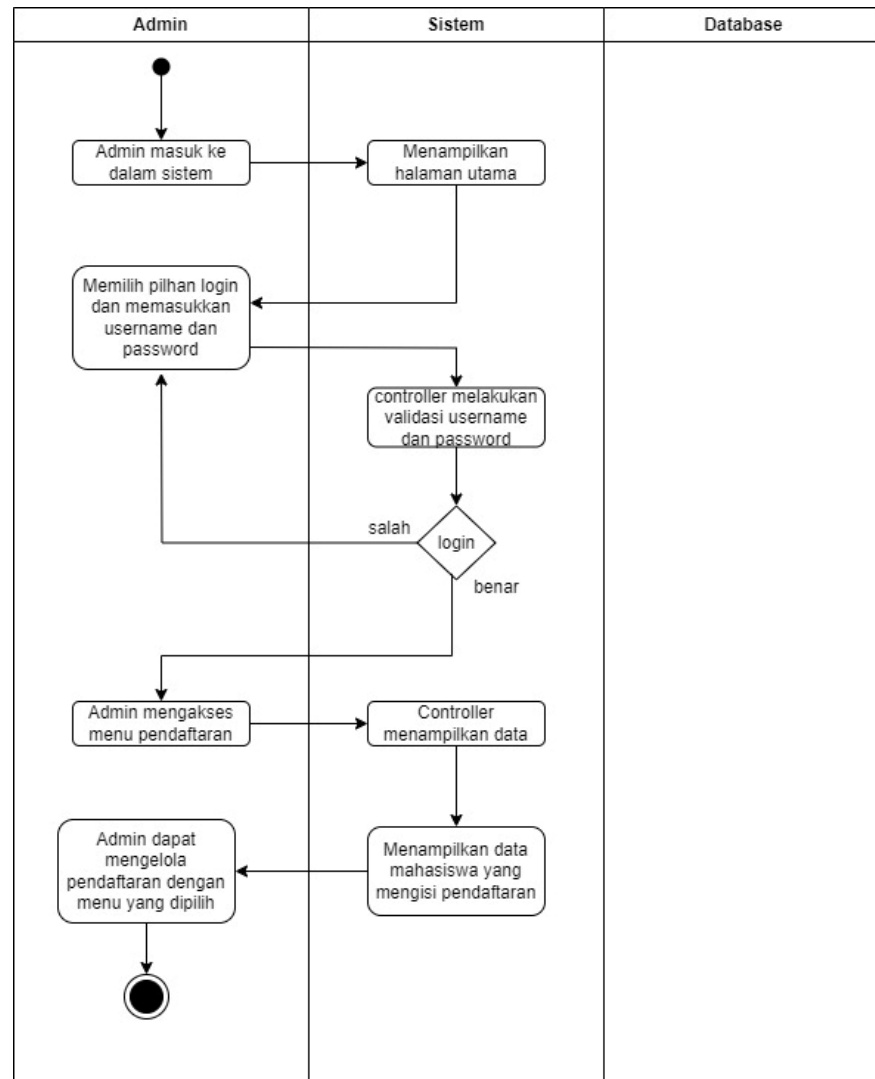 Admin
Sistem
Database
Admin masuk ke
dalam sistem
Menampilkan
halaman utama
Memilih pilhan login
dan memasukkan
username dan
password
controller melakukan
validasi username
dan password
salah
login
benar
Admin mengakses
menu pendaftaran
Controller
menampilkan data
Admin dapat
mengelola
pendaftaran dengan
menu yang dipilih
Menampilkan data
mahasiswa yang
mengisi pendaftaran